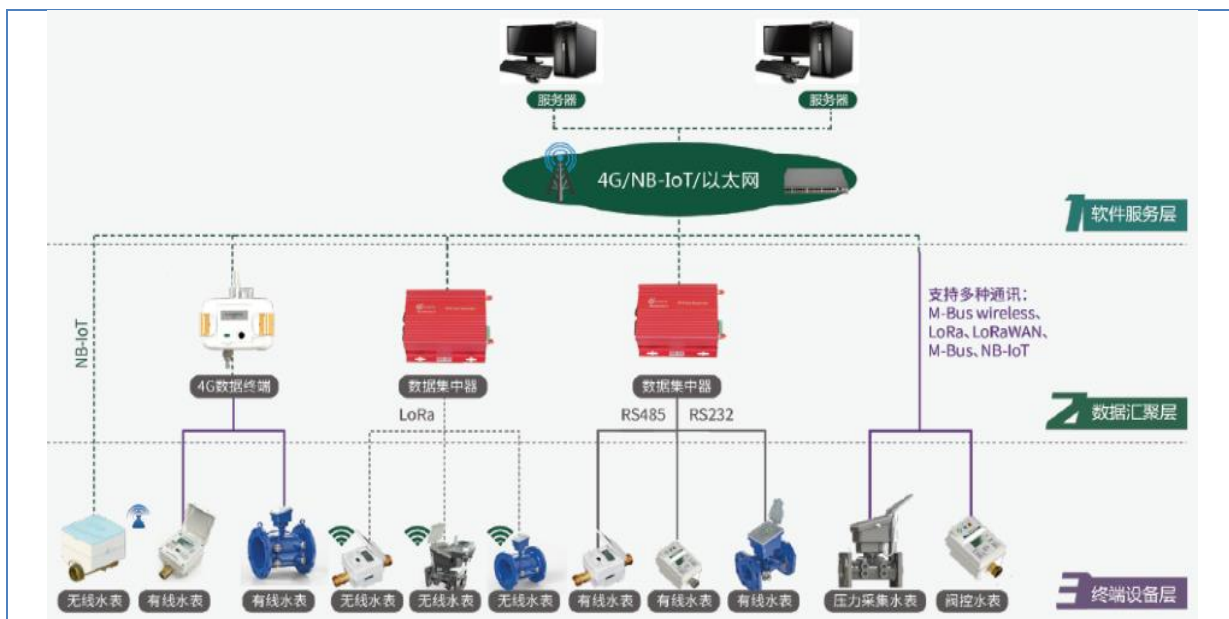 服务器
服务器
4G/NB-IoT/以太网
1 软件服务层
NB-IoT
支持多种通讯：
M-Bus wireless、
LoRa、LoRaWAN、
M-Bus、NB-IoT
4G数据终端
数据集中器
数据集中器
LoRa
RS485
RS232
2 数据汇聚层
无线水表
有线水表
有线水表
无线水表
无线水表
无线水表
有线水表
有线水表
有线水表
压力采集水表
阀控水表
3 终端设备层